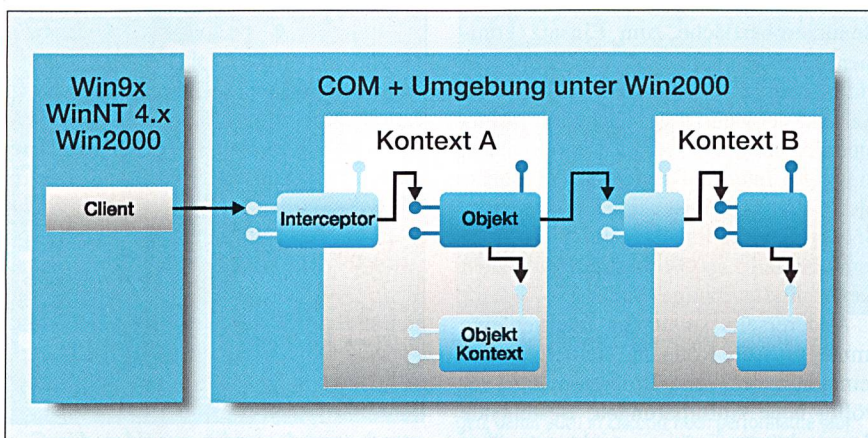 Win9x
WinNT 4.x
Win2000
Client
COM + Umgebung unter Win2000
Kontext A
Interceptor
Objekt
Objekt
Kontext
Kontext B